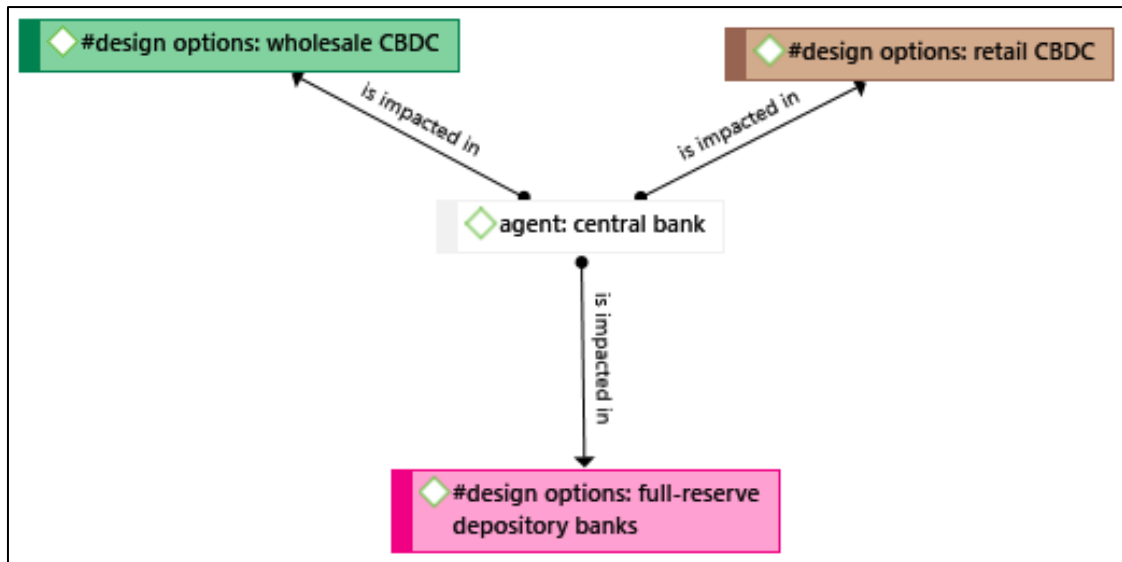 #design options: wholesale CBDC
#design options: retail CBDC
is impacted in
is impacted in
agent: central bank
is impacted in
#design options: full-reserve
depository banks